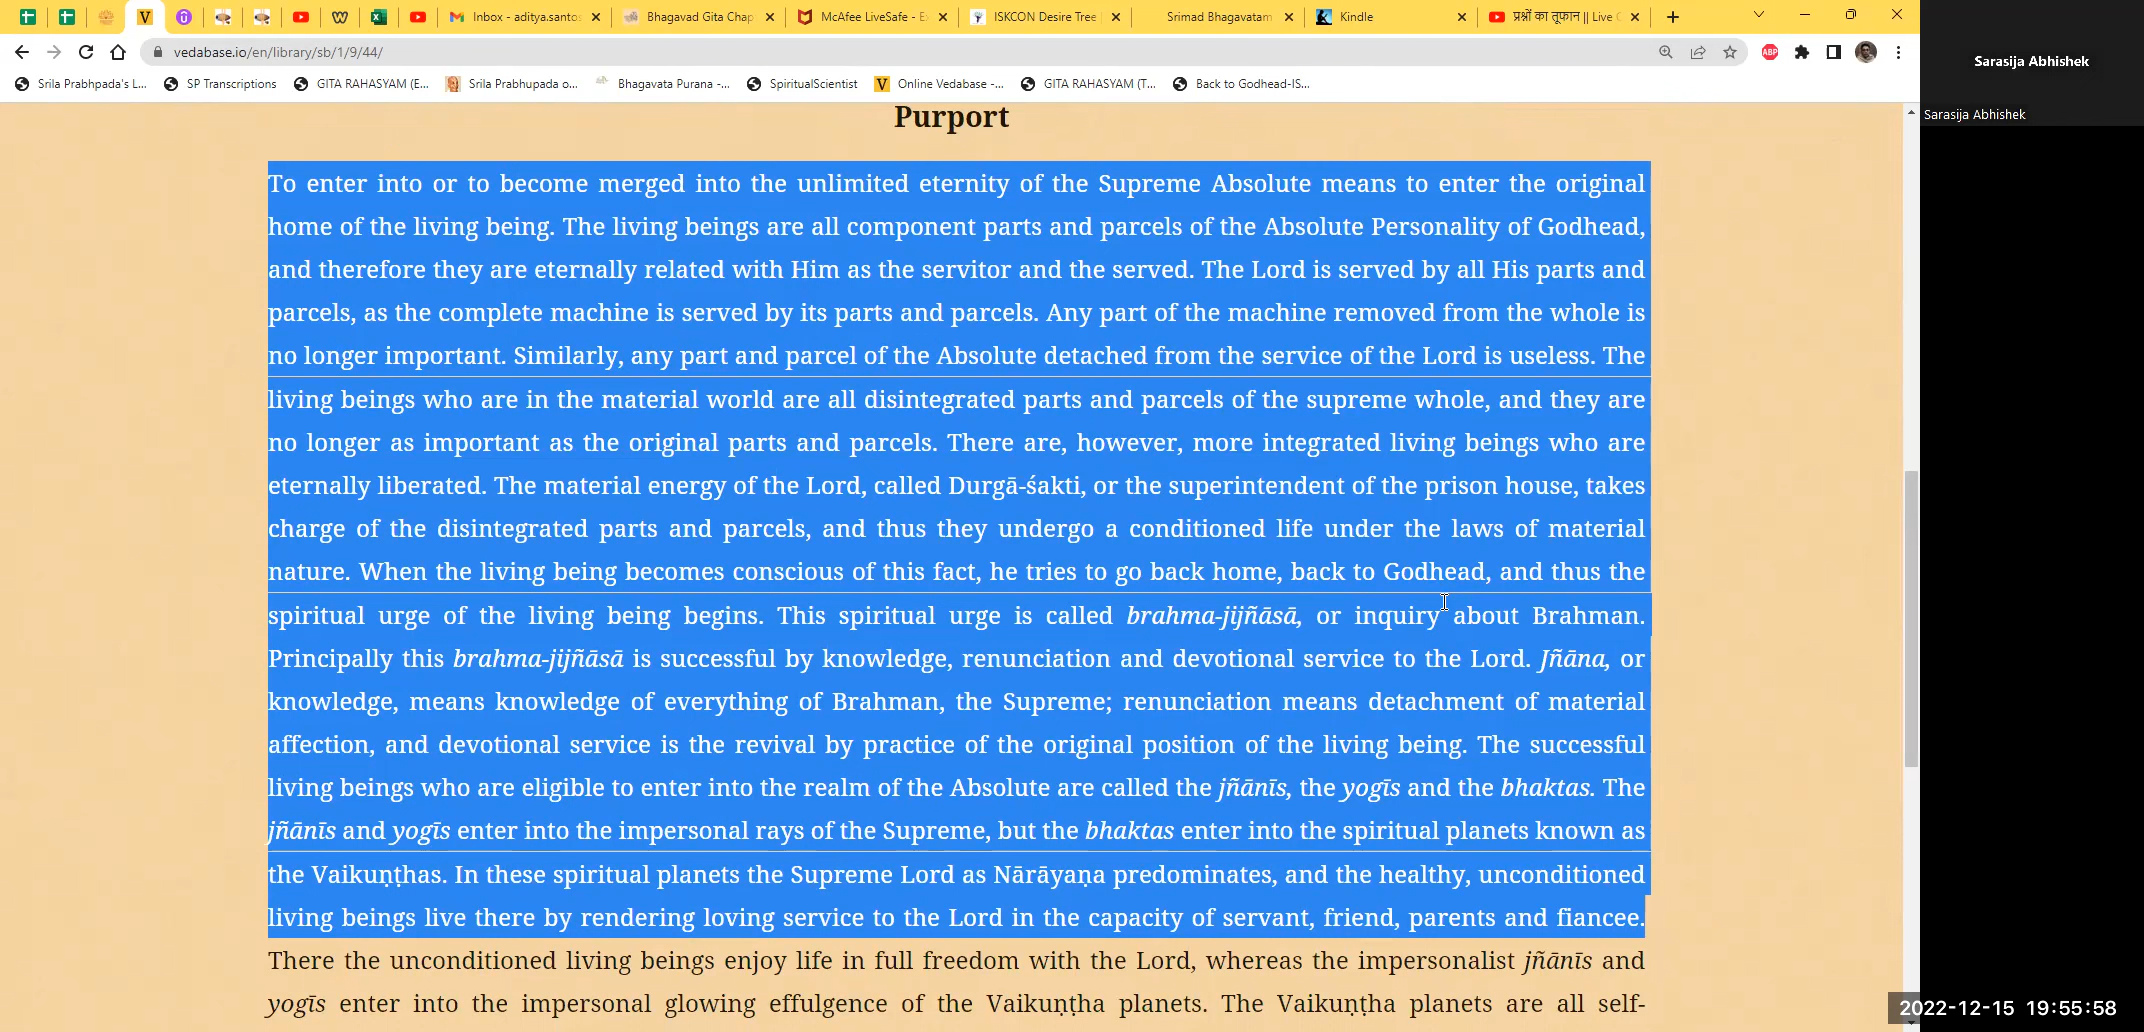 Inbox - aditya.santos
Bhagavad Gita Chap
McAfee LiveSafe - E
ISKCON Desire Tree
Srimad Bhagavatam
Kindle
प्रश्नों का तूफान || Live
vedabase.io/en/library/sb/1/9/44/
Srila Prabhpada's L...
SP Transcriptions
GITA RAHASYAM (E...
Srila Prabhupada o...
Bhagavata Purana -...
SpiritualScientist
Online Vedabase -...
GITA RAHASYAM (T...
Back to Godhead-IS...
Sarasija Abhishek
Sarasija Abhishek
Purport
To enter into or to become merged into the unlimited eternity of the Supreme Absolute means to enter the original
home of the living being. The living beings are all component parts and parcels of the Absolute Personality of Godhead,
and therefore they are eternally related with Him as the servitor and the served. The Lord is served by all His parts and
parcels, as the complete machine is served by its parts and parcels. Any part of the machine removed from the whole is
no longer important. Similarly, any part and parcel of the Absolute detached from the service of the Lord is useless. The
living beings who are in the material world are all disintegrated parts and parcels of the supreme whole, and they are
no longer as important as the original parts and parcels. There are, however, more integrated living beings who are
eternally liberated. The material energy of the Lord, called Durgā-śakti, or the superintendent of the prison house, takes
charge of the disintegrated parts and parcels, and thus they undergo a conditioned life under the laws of material
nature. When the living being becomes conscious of this fact, he tries to go back home, back to Godhead, and thus the
spiritual urge of the living being begins. This spiritual urge is called brahma-jijñāsā, or inquiry about Brahman.
Principally this brahma-jijñāsā is successful by knowledge, renunciation and devotional service to the Lord. Jñāna, or
knowledge, means knowledge of everything of Brahman, the Supreme; renunciation means detachment of material
affection, and devotional service is the revival by practice of the original position of the living being. The successful
living beings who are eligible to enter into the realm of the Absolute are called the jñānīs, the yogīs and the bhaktas. The
jñānīs and yogīs enter into the impersonal rays of the Supreme, but the bhaktas enter into the spiritual planets known as
the Vaikuṇṭhas. In these spiritual planets the Supreme Lord as Nārāyaṇa predominates, and the healthy, unconditioned
living beings live there by rendering loving service to the Lord in the capacity of servant, friend, parents and fiancee.
There the unconditioned living beings enjoy life in full freedom with the Lord, whereas the impersonalist jñānīs and
yogīs enter into the impersonal glowing effulgence of the Vaikuṇṭha planets. The Vaikuṇṭha planets are all self-
2022-12-15 19:55:58